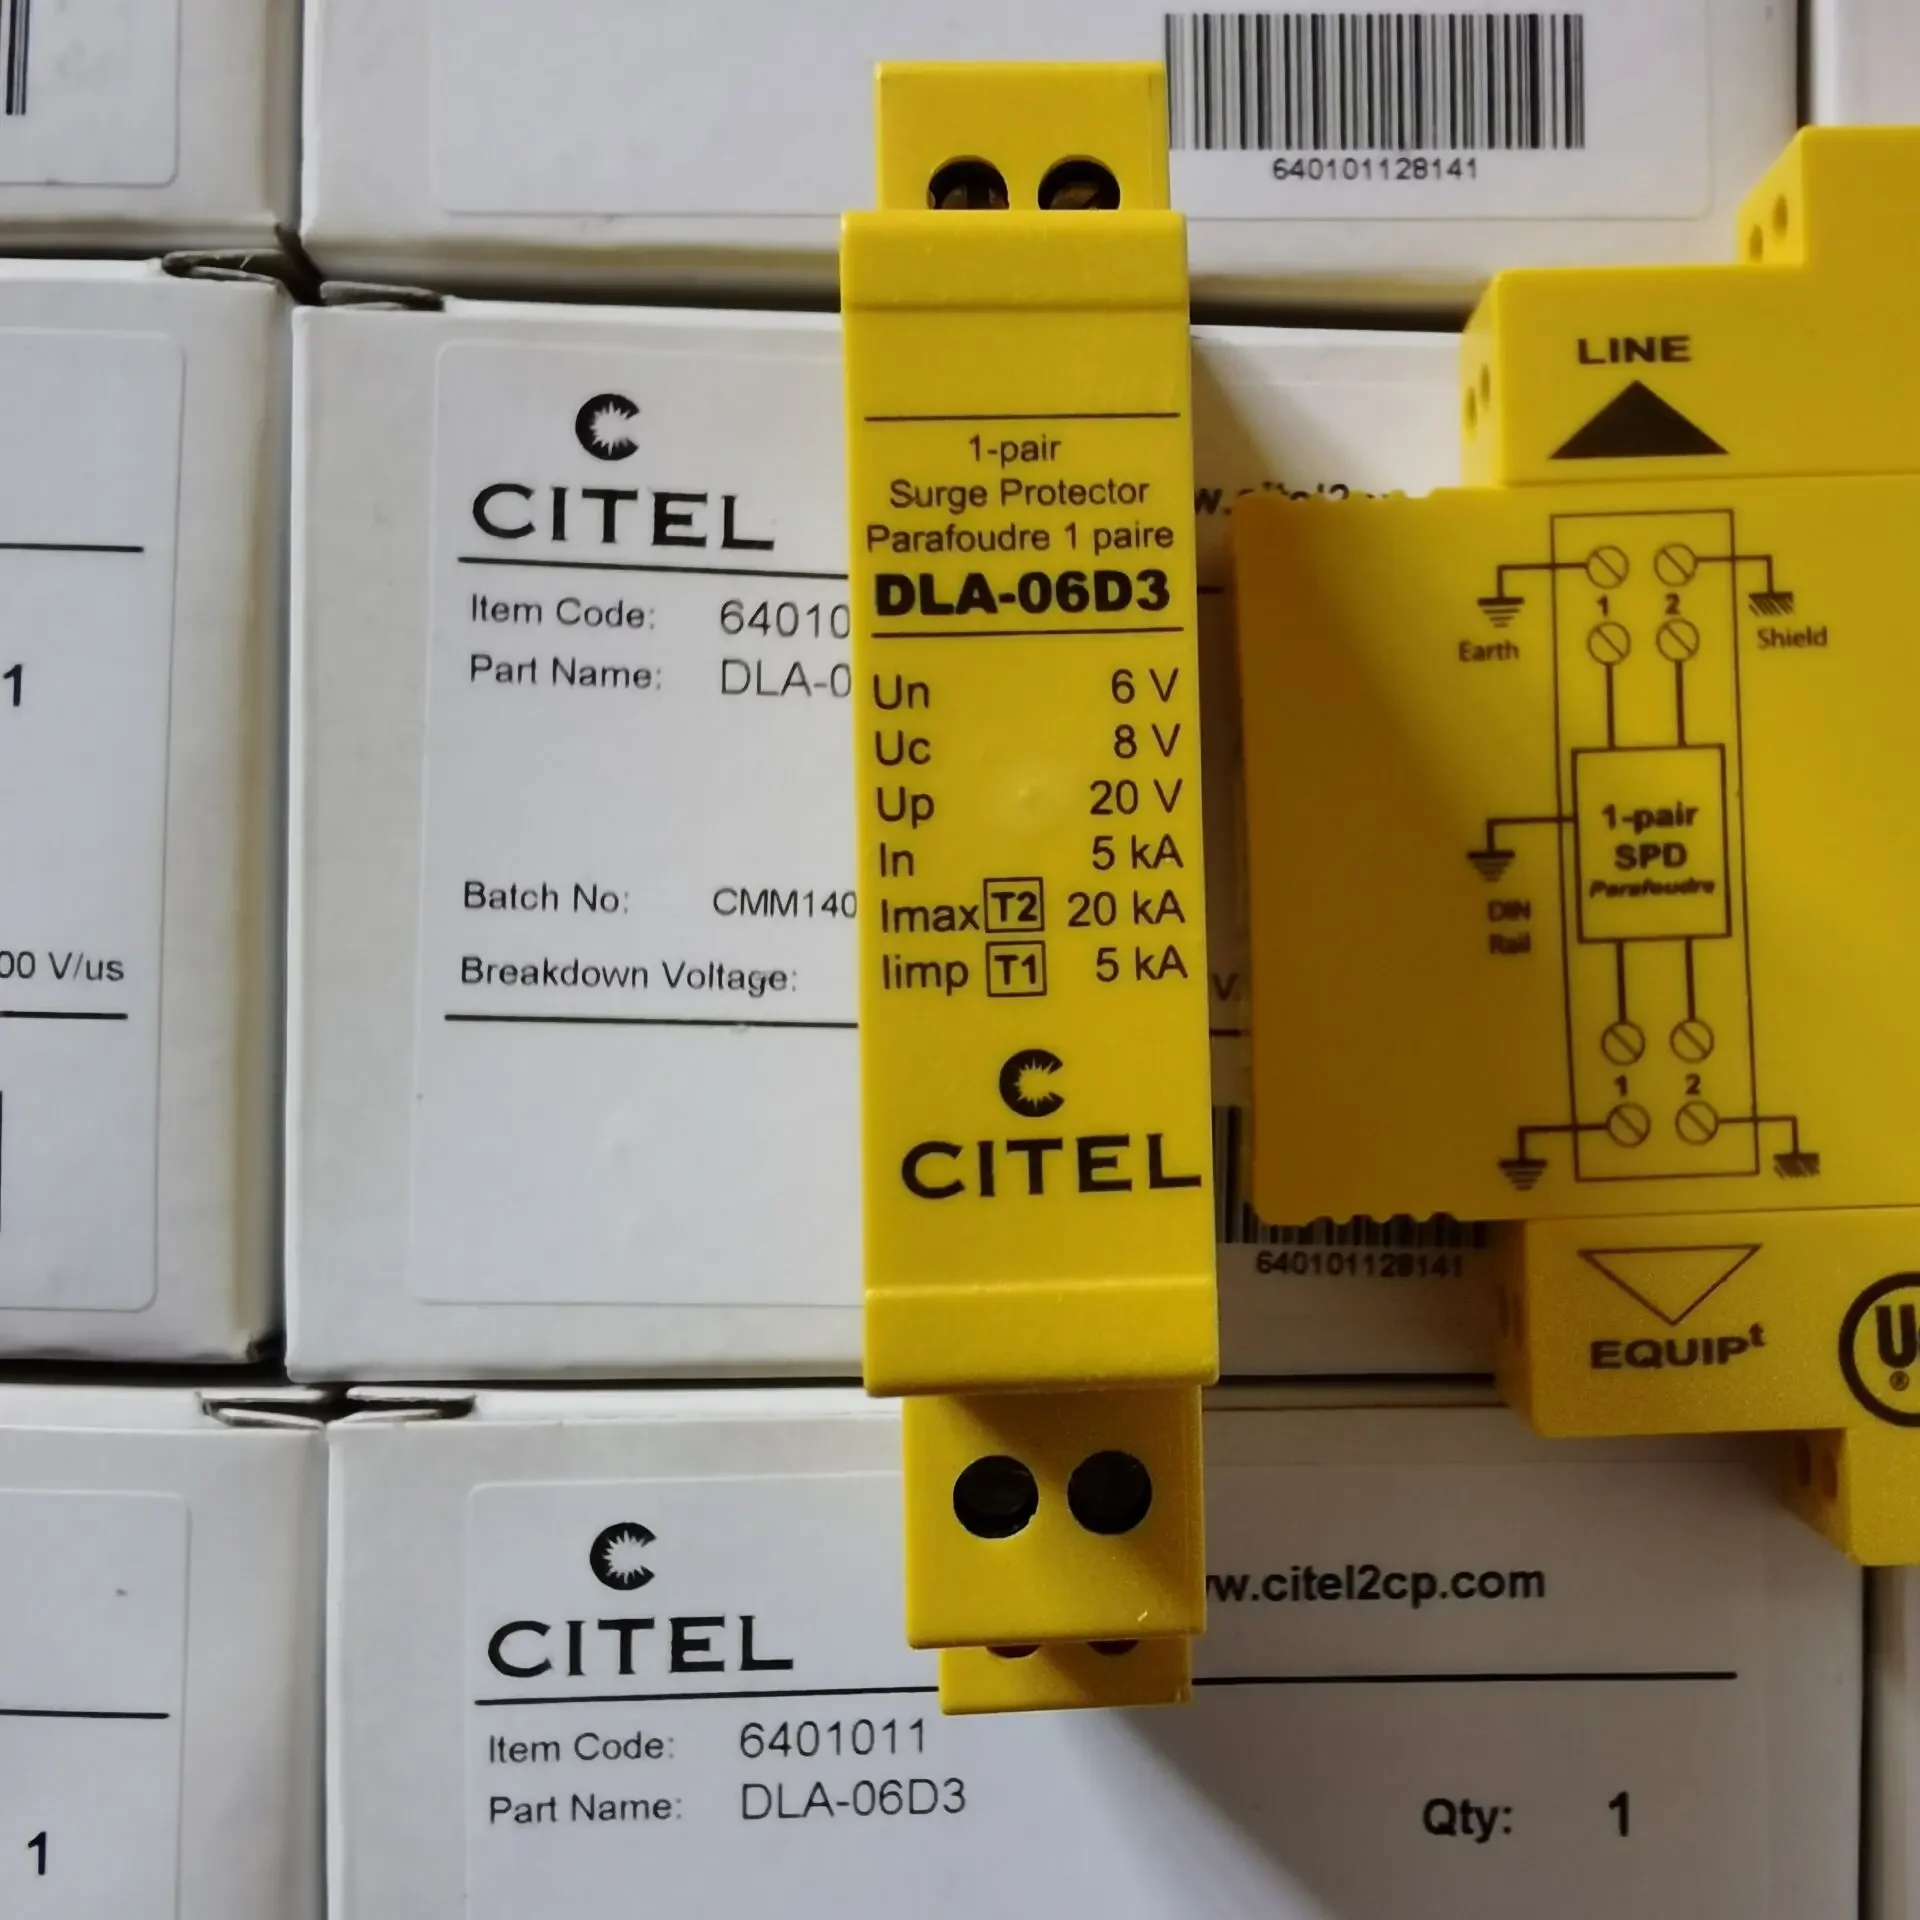 640101128141
1
00 V/us
CITEL
Item Code: 64010
Part Name: DLA-0
Batch No: CMM140
Breakdown Voltage:
V
640101128141
1-pair
Surge Protector
Parafoudre 1 paire
DLA-06D3
Un 6 V
Uc 8 V
Up 20 V
In 5 kA
Imax T2 20 kA
Iimp T1 5 kA
CITEL
LINE
1 2
Earth Shield
1-pair
SPD
Parafoudre
DIN
Rail
1 2
EQUIPt
U
®
CITEL
w.citel2cp.com
Item Code: 6401011
Part Name: DLA-06D3
Qty: 1
1